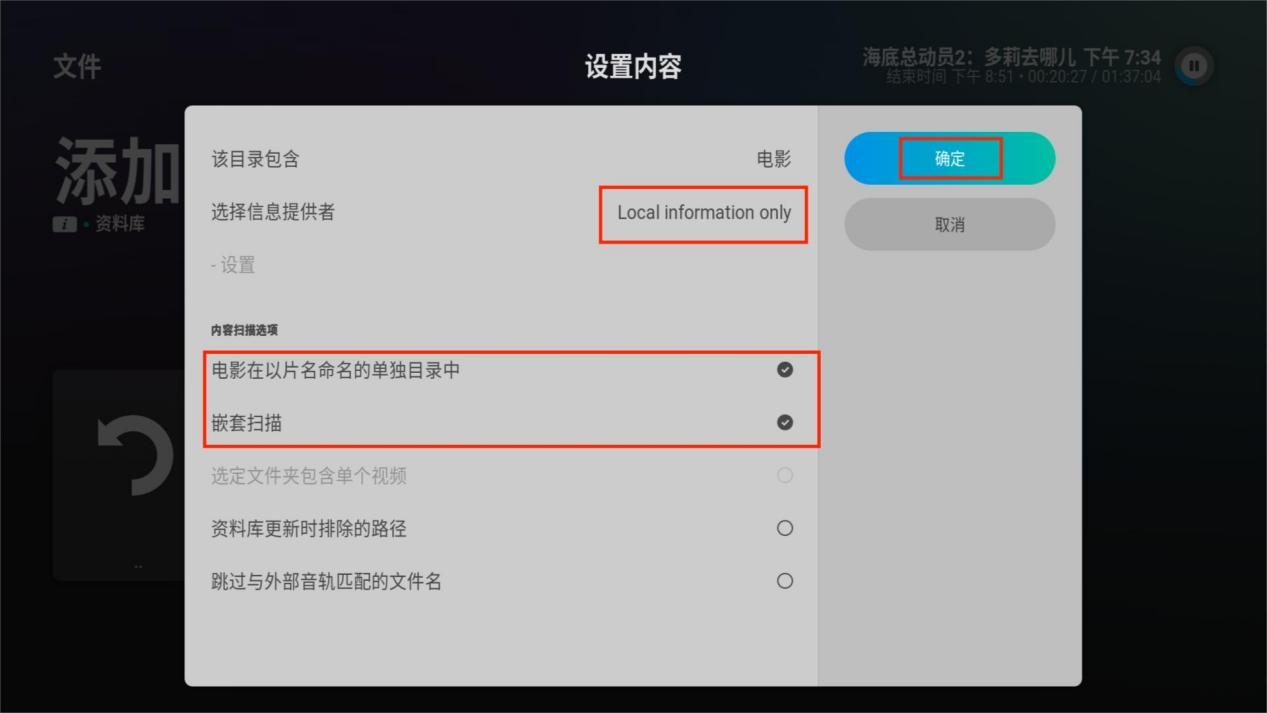 文件
设置内容
海底总动员2：多莉去哪儿 下午 7:34
结束时间 下午 8:51 • 00:20:27 / 01:37:04
添加
i • 资料库
该目录包含 电影
选择信息提供者 Local information only
- 设置
内容扫描选项
电影在以片名命名的单独目录中
嵌套扫描
选定文件夹包含单个视频
资料库更新时排除的路径
跳过与外部音轨匹配的文件名
确定
取消
..